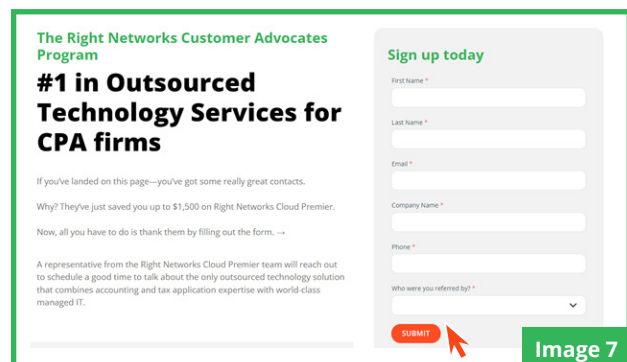 The Right Networks Customer Advocates
Program
#1 in Outsourced
Technology Services for
CPA firms
If you've landed on this page—you've got some really great contacts.
Why? They've just saved you up to $1,500 on Right Networks Cloud Premier.
Now, all you have to do is thank them by filling out the form. →
A representative from the Right Networks Cloud Premier team will reach out
to schedule a good time to talk about the only outsourced technology solution
that combines accounting and tax application expertise with world-class
managed IT.
Sign up today
First Name *
Last Name *
Email *
Company Name *
Phone *
Who were you referred by? *
SUBMIT
Image 7